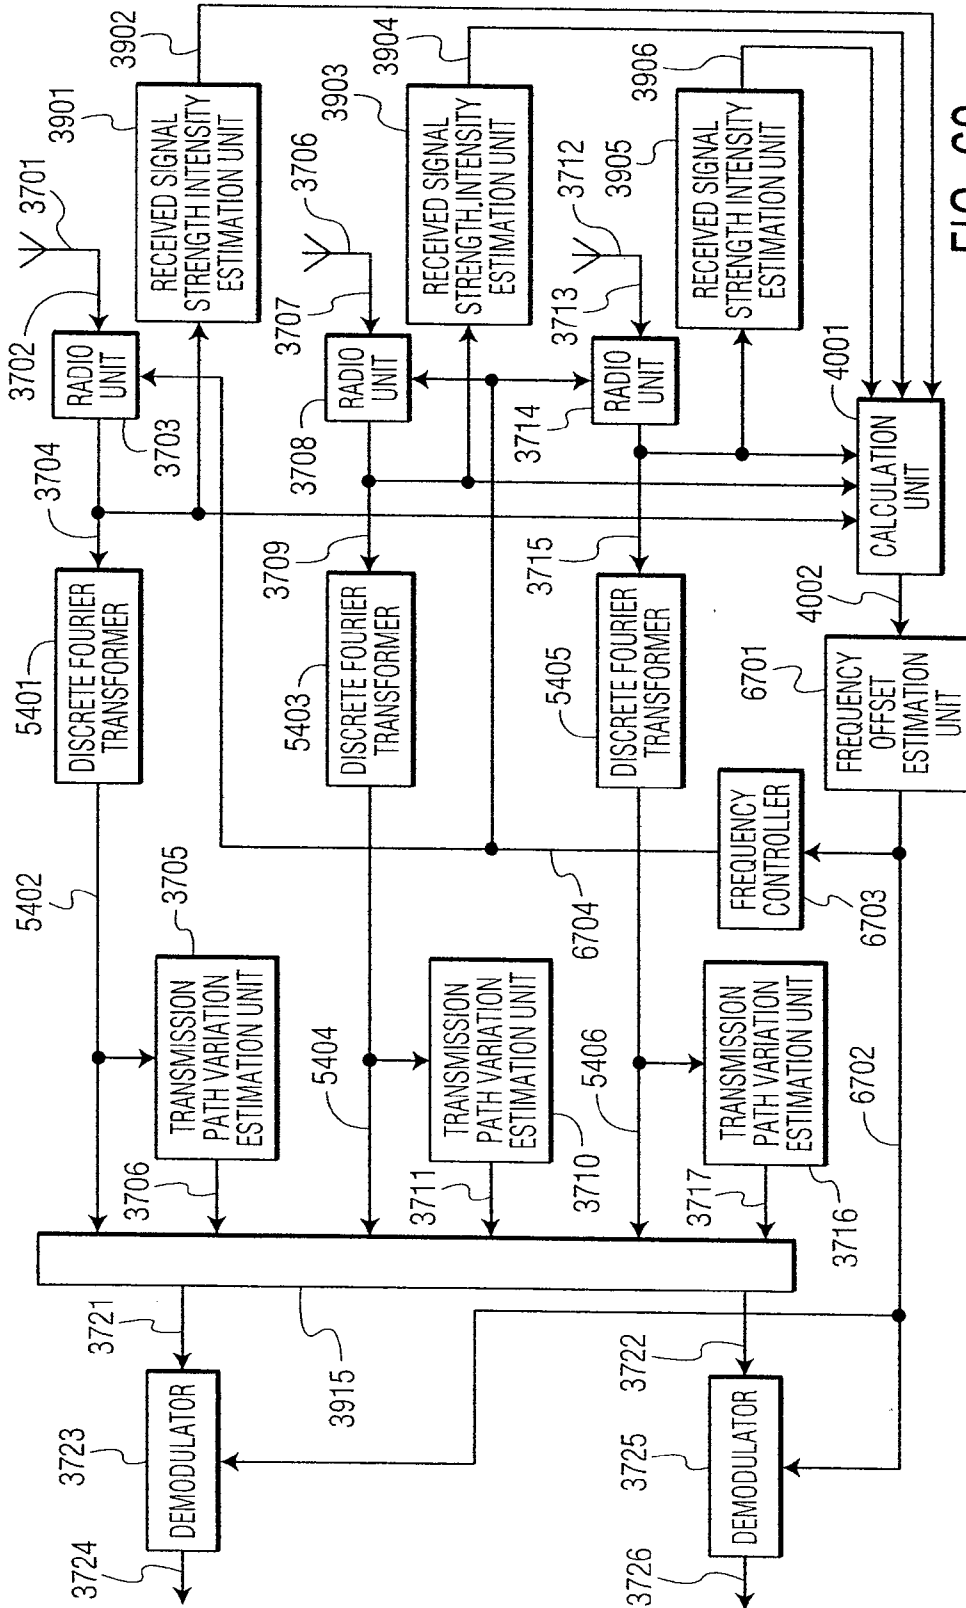 3724
3723
DEMODULATOR
3721
3915
3706
5402
TRANSMISSION
PATH VARIATION
ESTIMATION UNIT
3705
5401
DISCRETE FOURIER
TRANSFORMER
3704
3703
RADIO
UNIT
3702
3701
3901
RECEIVED SIGNAL
STRENGTH INTENSITY
ESTIMATION UNIT
3902
5404
3711
TRANSMISSION
PATH VARIATION
ESTIMATION UNIT
3710
5403
DISCRETE FOURIER
TRANSFORMER
3709
3708
RADIO
UNIT
3707
3706
3903
RECEIVED SIGNAL
STRENGTH.INTENSITY
ESTIMATION UNIT
3904
3726
3725
DEMODULATOR
3722
5406
3717
TRANSMISSION
PATH VARIATION
ESTIMATION UNIT
3716
6704
5405
DISCRETE FOURIER
TRANSFORMER
3715
3714
RADIO
UNIT
3713
3712
3905
RECEIVED SIGNAL
STRENGTH INTENSITY
ESTIMATION UNIT
3906
6702
FREQUENCY
CONTROLLER
6703
6701
FREQUENCY
OFFSET
ESTIMATION
UNIT
4002
CALCULATION
UNIT
4001
FIG.